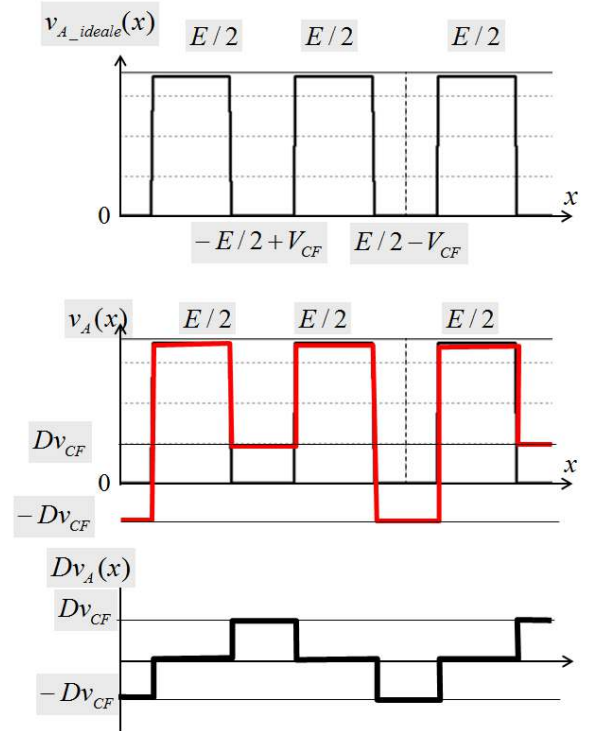 v_{A_ideale}(x)
E/2 E/2 E/2
0
x
-E/2+V_{CF} E/2-V_{CF}
v_A(x)
E/2 E/2 E/2
Dv_{CF}
x
0
-Dv_{CF}
Dv_A(x)
Dv_{CF}
-Dv_{CF}